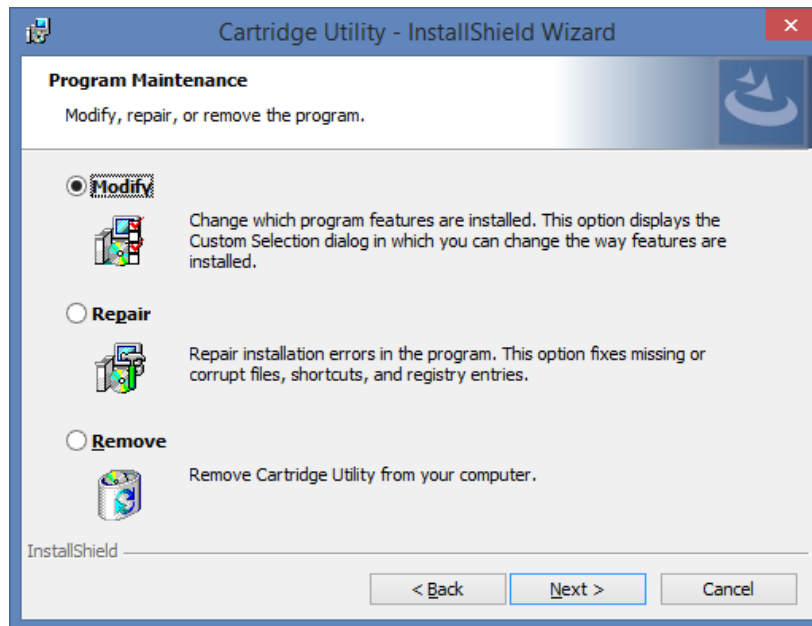 Cartridge Utility - InstallShield Wizard
Program Maintenance
Modify, repair, or remove the program.
Modify
Change which program features are installed. This option displays the
Custom Selection dialog in which you can change the way features are
installed.
Repair
Repair installation errors in the program. This option fixes missing or
corrupt files, shortcuts, and registry entries.
Remove
Remove Cartridge Utility from your computer.
InstallShield
< Back
Next >
Cancel